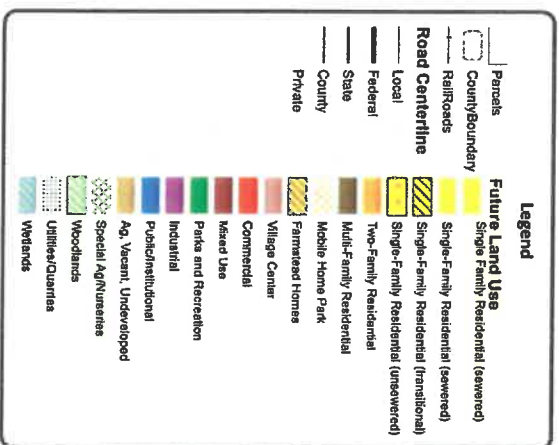 Legend
Parcels
CountyBoundary
RailRoads
Road Centerline
Local
Federal
State
County
Private
Future Land Use
Single Family Residential (sewered)
Single-Family Residential (sewered)
Single-Family Residential (transitional)
Single-Family Residential (unsewered)
Two-Family Residential
Multi-Family Residential
Mobile Home Park
Farmstead Homes
Village Center
Commercial
Mixed Use
Parks and Recreation
Industrial
Public/Institutional
Ag, Vacant, Undeveloped
Special Ag/Nurseries
Woodlands
Utilities/Quarries
Wetlands